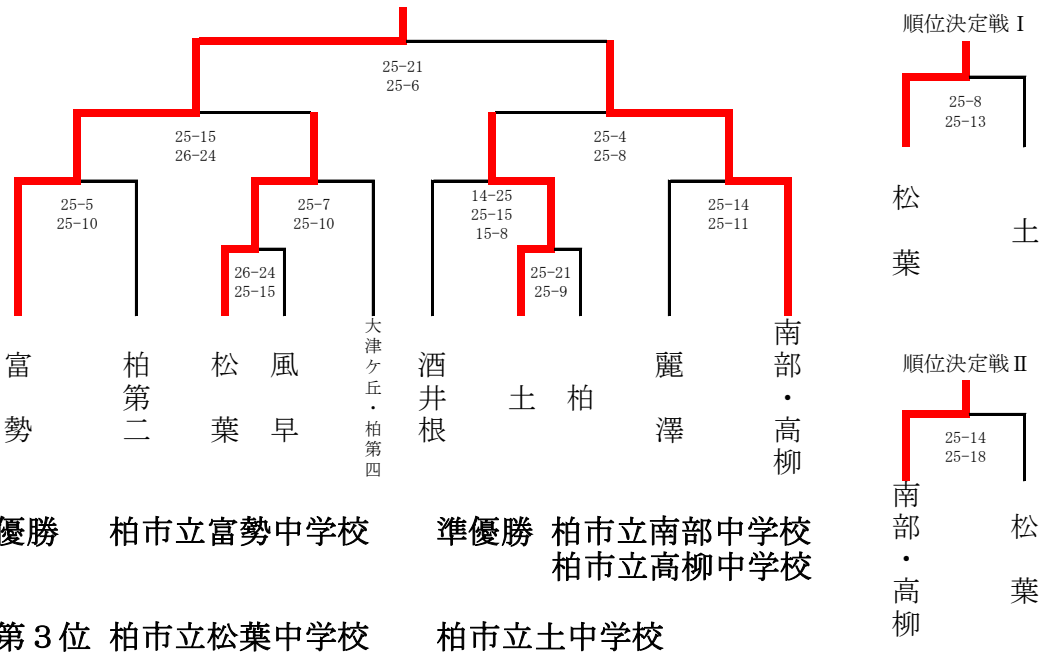 順位決定戦Ⅰ
25-21
25-6
25-8
25-13
25-15
26-24
25-4
25-8
松葉
土
25-5
25-10
25-7
25-10
14-25
25-15
15-8
25-14
25-11
26-24
25-15
25-21
25-9
富勢
柏第二
松葉
風早
大津ケ丘・柏第四
酒井根
土
柏
麗澤
南部・高柳
順位決定戦Ⅱ
25-14
25-18
南部・高柳
松葉
優勝 柏市立富勢中学校 準優勝 柏市立南部中学校
柏市立高柳中学校
第３位 柏市立松葉中学校 柏市立土中学校